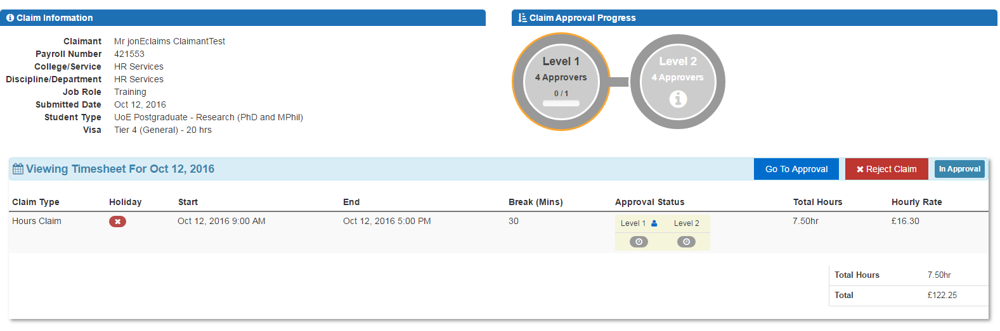 Claim Information
Claimant Mr jonEclaims ClaimantTest
Payroll Number 421553
College/Service HR Services
Discipline/Department HR Services
Job Role Training
Submitted Date Oct 12, 2016
Student Type UoE Postgraduate - Research (PhD and MPhil)
Visa Tier 4 (General) - 20 hrs
Claim Approval Progress
Level 1
4 Approvers
0 / 1
Level 2
4 Approvers
Viewing Timesheet For Oct 12, 2016 Go To Approval Reject Claim In Approval
Claim Type Holiday Start End Break (Mins) Approval Status Total Hours Hourly Rate
Hours Claim Oct 12, 2016 9:00 AM Oct 12, 2016 5:00 PM 30 Level 1 Level 2 7.50hr £16.30
Total Hours 7.50hr
Total £122.25